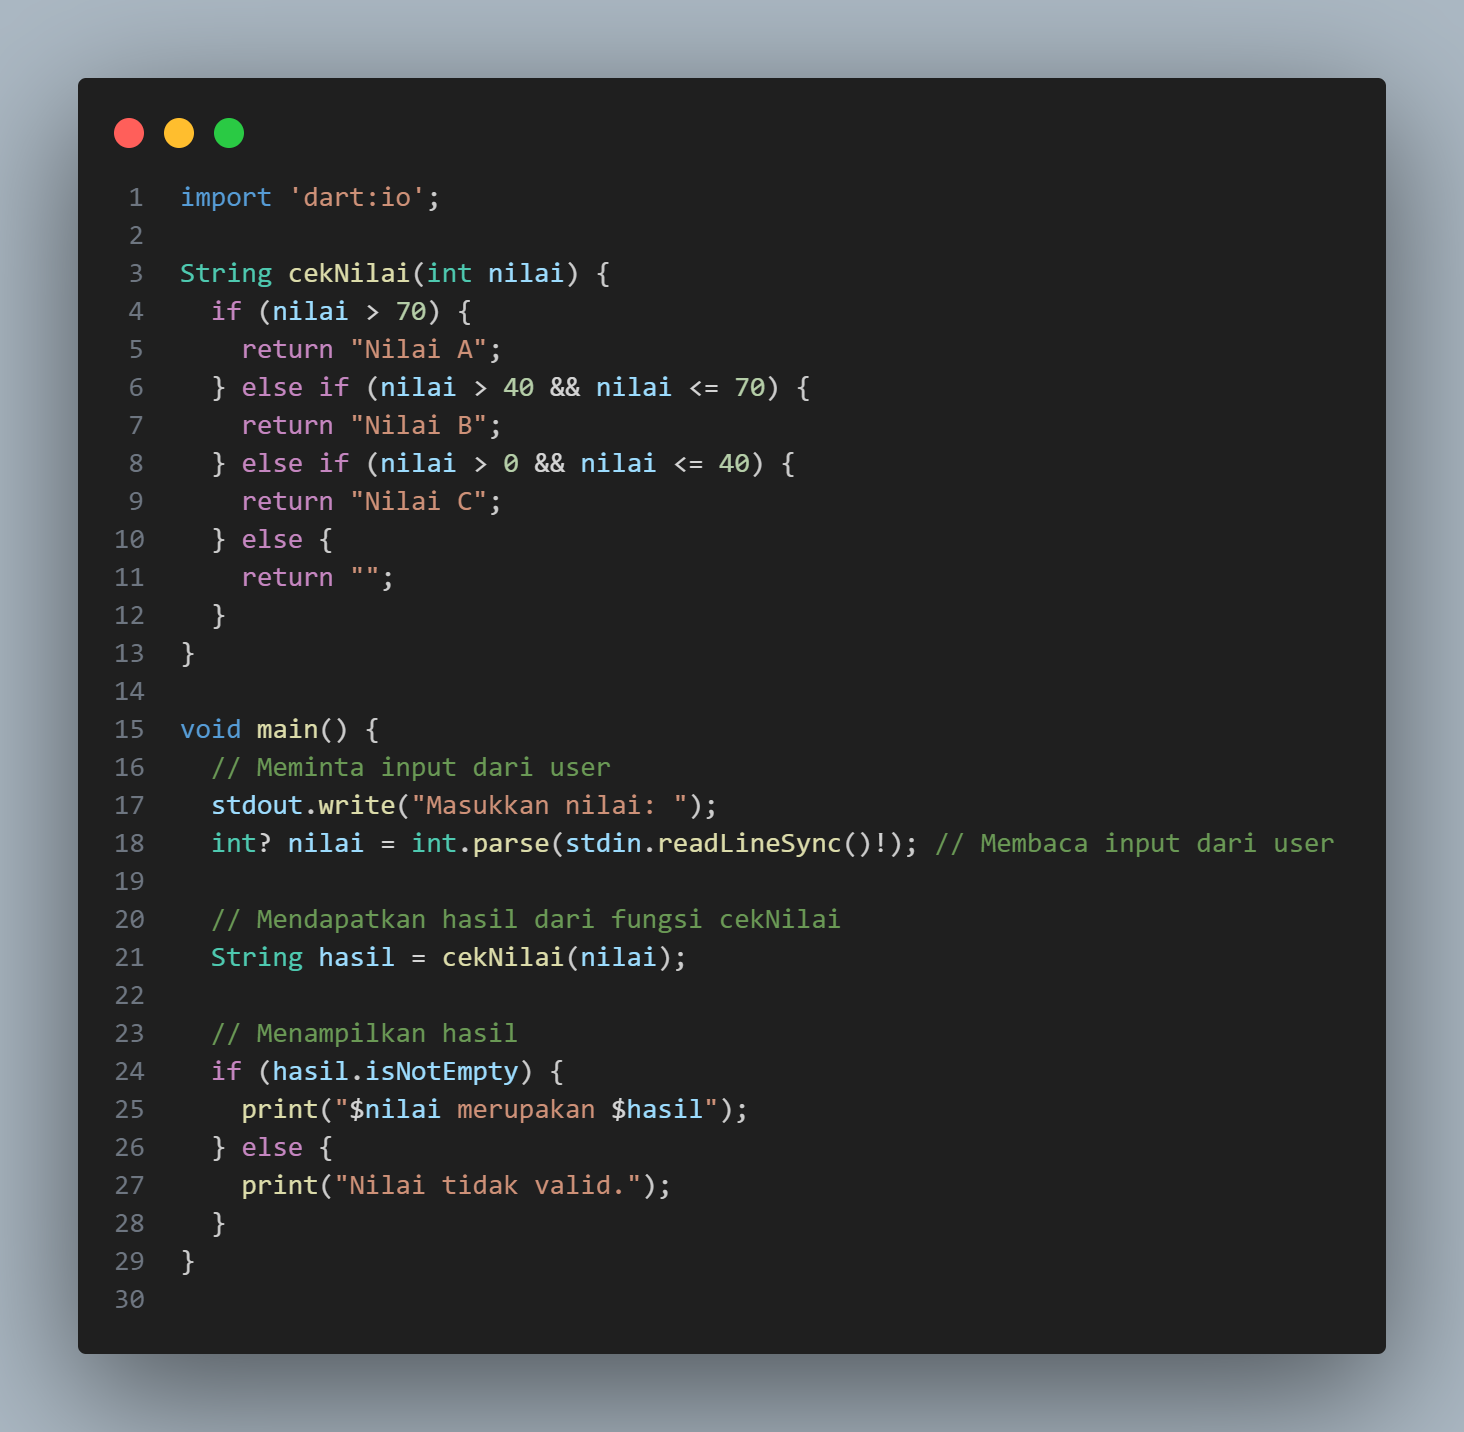 1 import 'dart:io';
2
3 String cekNilai(int nilai) {
4   if (nilai > 70) {
5     return "Nilai A";
6   } else if (nilai > 40 && nilai <= 70) {
7     return "Nilai B";
8   } else if (nilai > 0 && nilai <= 40) {
9     return "Nilai C";
10   } else {
11     return "";
12   }
13 }
14
15 void main() {
16   // Meminta input dari user
17   stdout.write("Masukkan nilai: ");
18   int? nilai = int.parse(stdin.readLineSync()!); // Membaca input dari user
19
20   // Mendapatkan hasil dari fungsi cekNilai
21   String hasil = cekNilai(nilai);
22
23   // Menampilkan hasil
24   if (hasil.isNotEmpty) {
25     print("$nilai merupakan $hasil");
26   } else {
27     print("Nilai tidak valid.");
28   }
29 }
30